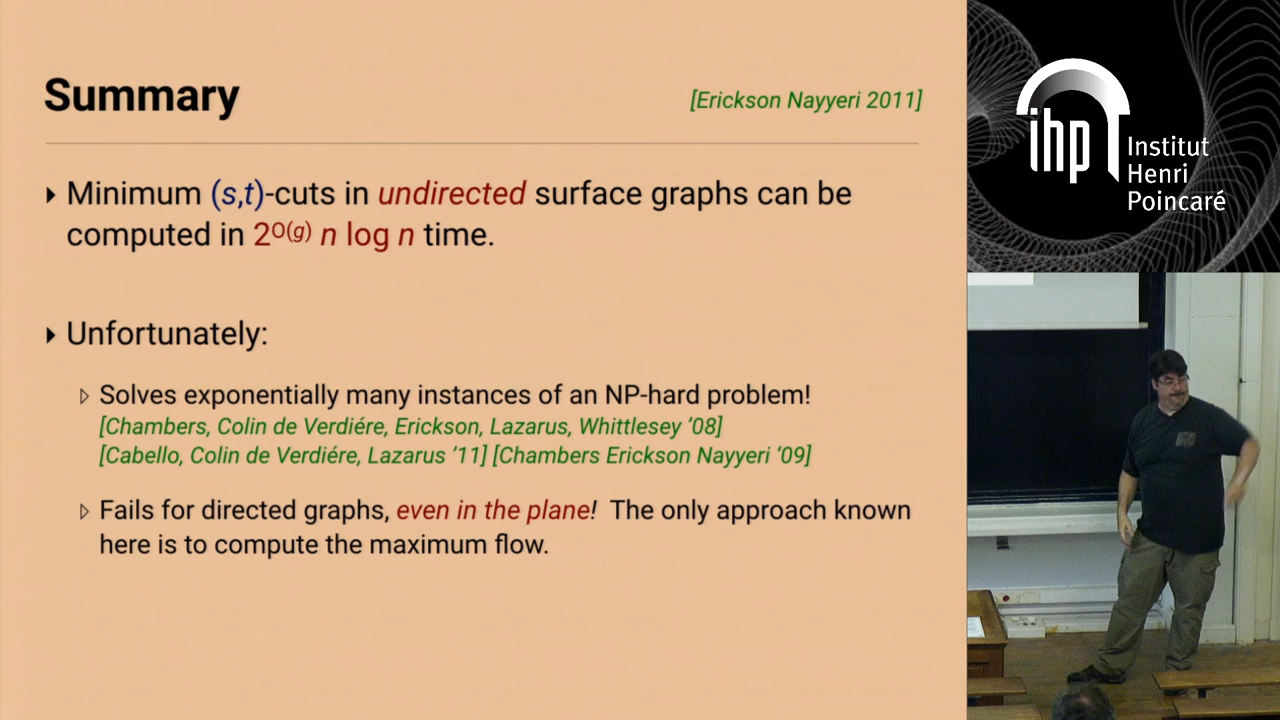 Summary
[Erickson Nayyeri 2011]
Minimum (s,t)-cuts in undirected surface graphs can be
computed in 2^O(g) n log n time.
Unfortunately:
Solves exponentially many instances of an NP-hard problem!
[Chambers, Colin de Verdiére, Erickson, Lazarus, Whittlesey ’08]
[Cabello, Colin de Verdiére, Lazarus ’11] [Chambers Erickson Nayyeri ’09]
Fails for directed graphs, even in the plane! The only approach known
here is to compute the maximum flow.
ihp
Institut
Henri
Poincaré